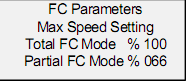 FC Parameters
Max Speed Setting
Total FC Mode % 100
Partial FC Mode % 066